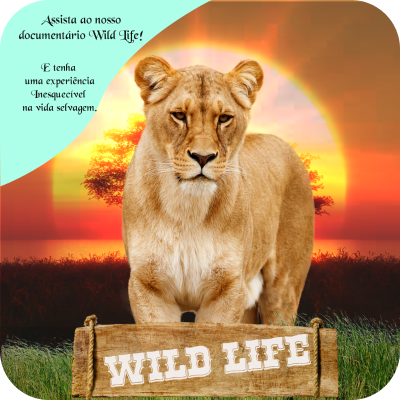 Assista ao nosso
documentário Wild Life!
E tenha
uma experiência
Inesquecível
na vida selvagem.
WILD LIFE